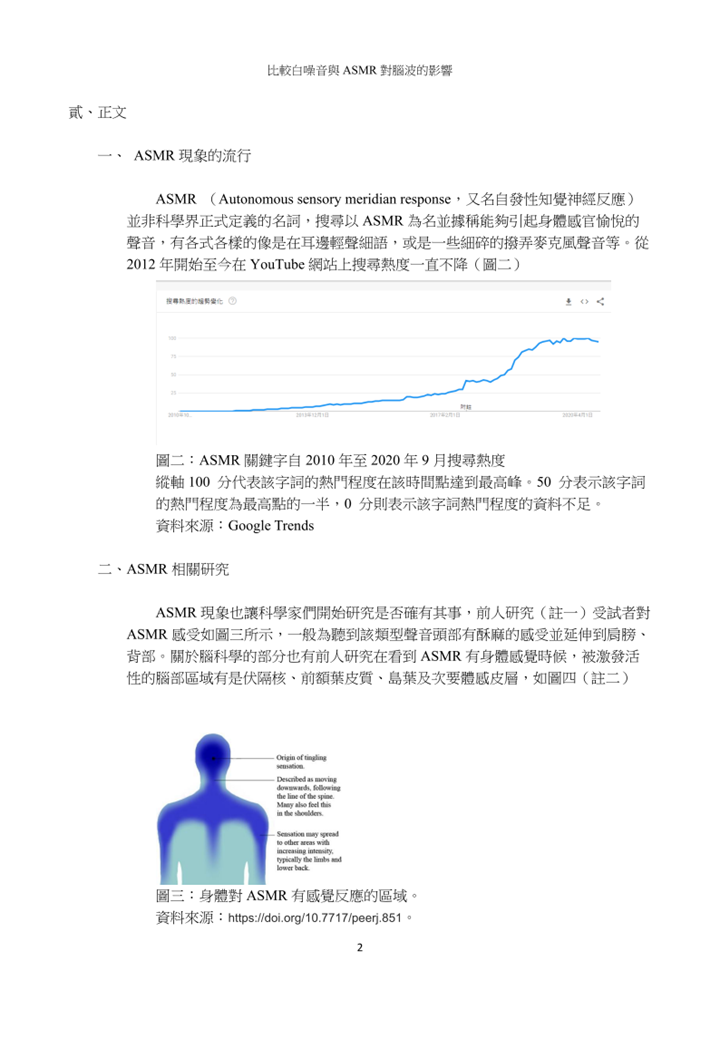 比較白噪音與 ASMR 對腦波的影響
貳、正文
一、 ASMR 現象的流行
ASMR （Autonomous sensory meridian response，又名自發性知覺神經反應）
並非科學界正式定義的名詞，搜尋以 ASMR 為名並據稱能夠引起身體感官愉悅的
聲音，有各式各樣的像是在耳邊輕聲細語，或是一些細碎的撥弄麥克風聲音等。從
2012 年開始至今在 YouTube 網站上搜尋熱度一直不降（圖二）
搜尋熱度的趨勢變化
100
75
50
25
附註
2010年10..
2013年12月1日
2017年2月1日
2020年4月1日
圖二：ASMR 關鍵字自 2010 年至 2020 年 9 月搜尋熱度
縱軸 100 分代表該字詞的熱門程度在該時間點達到最高峰。50 分表示該字詞
的熱門程度為最高點的一半，0 分則表示該字詞熱門程度的資料不足。
資料來源：Google Trends
二、ASMR 相關研究
ASMR 現象也讓科學家們開始研究是否確有其事，前人研究（註一）受試者對
ASMR 感受如圖三所示，一般為聽到該類型聲音頭部有酥麻的感受並延伸到肩膀、
背部。關於腦科學的部分也有前人研究在看到 ASMR 有身體感覺時候，被激發活
性的腦部區域有是伏隔核、前額葉皮質、島葉及次要體感皮層，如圖四（註二）
Origin of tingling
sensation.
Described as moving
downwards, following
the line of the spine.
Many also feel this
in the shoulders.
Sensation may spread
to other areas with
increasing intensity,
typically the limbs and
lower back.
圖三：身體對 ASMR 有感覺反應的區域。
資料來源：https://doi.org/10.7717/peerj.851。
2